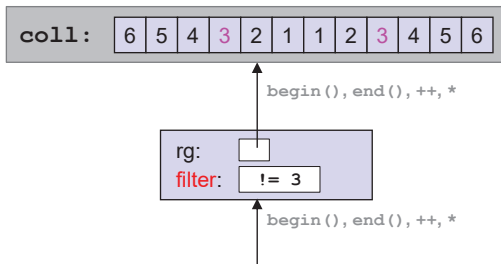 coll: 6 5 4 3 2 1 1 2 3 4 5 6
begin(), end(), ++, *
rg:
filter: != 3
begin(), end(), ++, *